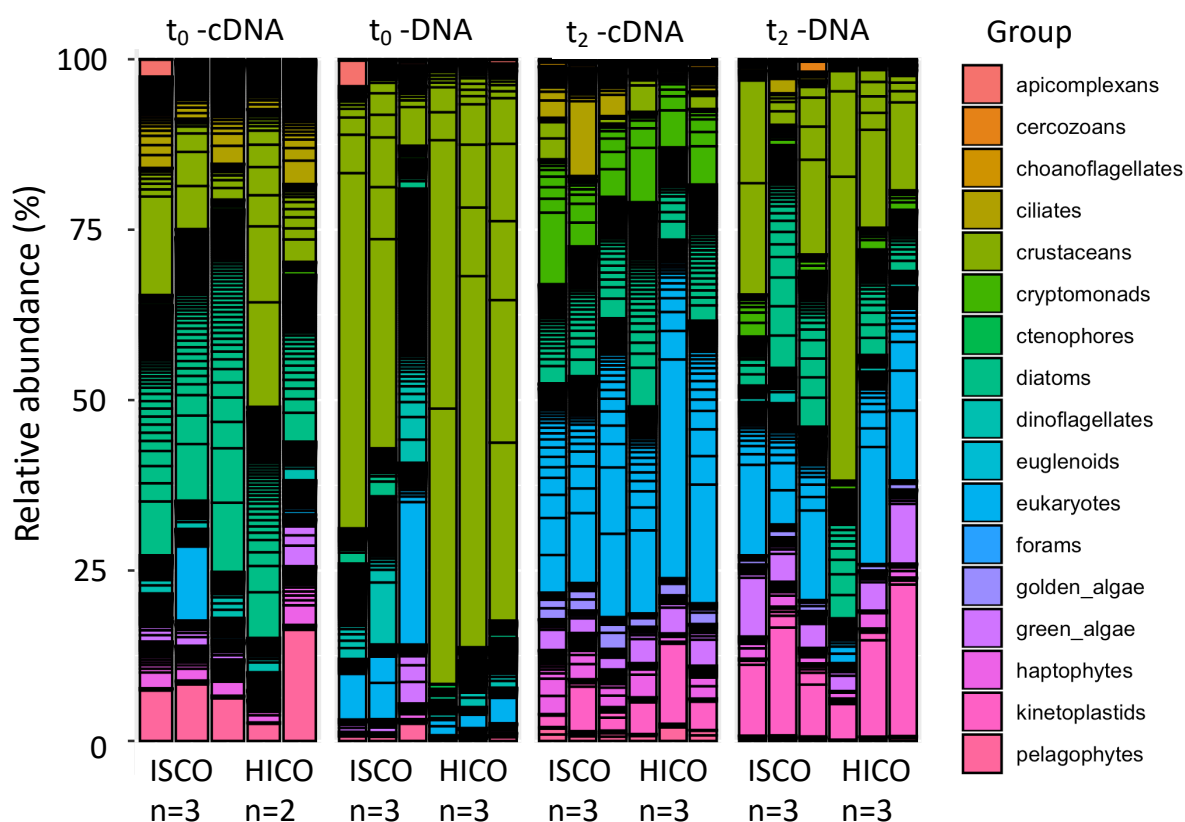 t₀ -cDNA
t₀ -DNA
t₂ -cDNA
t₂ -DNA
Relative abundance (%)
100
75
50
25
0
ISCO HICO ISCO HICO ISCO HICO ISCO HICO
n=3 n=2 n=3 n=3 n=3 n=3 n=3 n=3
Group
apicomplexans
cercozoans
choanoflagellates
ciliates
crustaceans
cryptomonads
ctenophores
diatoms
dinoflagellates
euglenoids
eukaryotes
forams
golden_algae
green_algae
haptophytes
kinetoplastids
pelagophytes